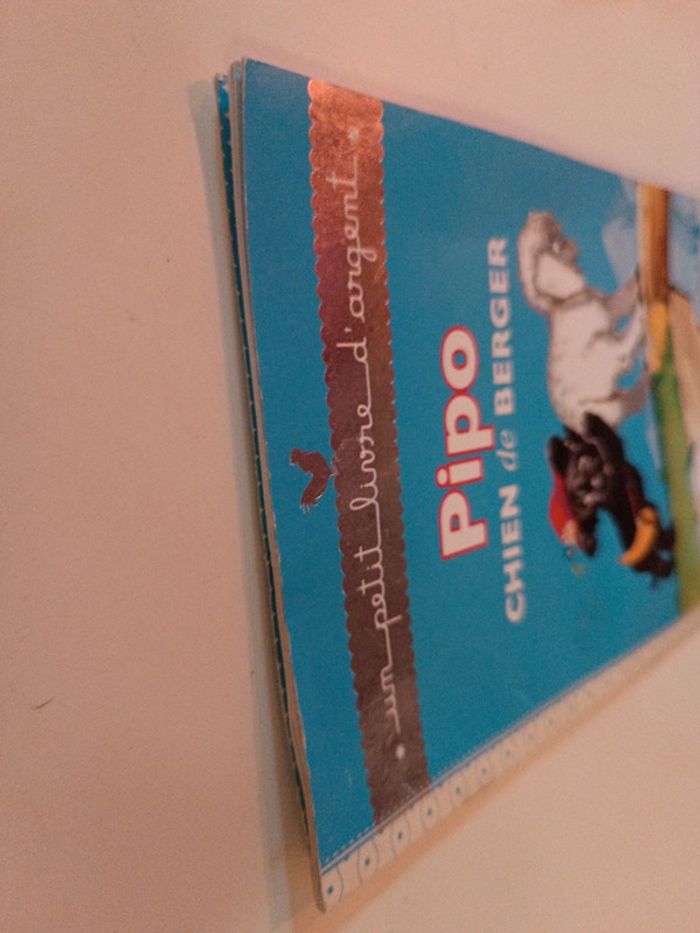 un petit livre d'argent
Pipo
CHIEN de BERGER